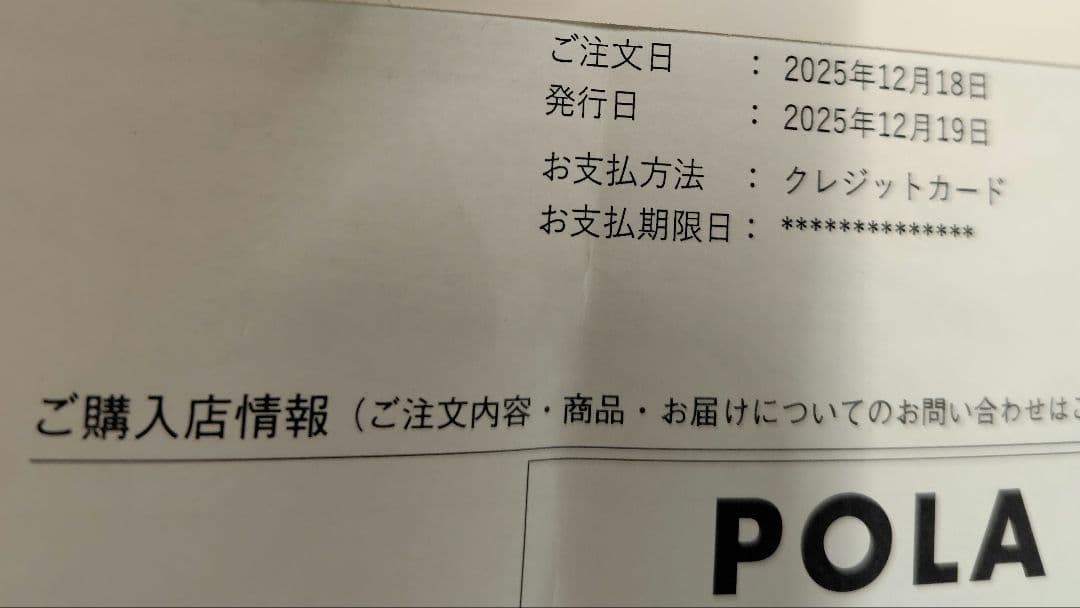 ご注文日 : 2025年12月18日
発行日 : 2025年12月19日
お支払方法 : クレジットカード
お支払期限日 : **************
ご購入店情報（ご注文内容・商品・お届けについてのお問い合わせは
POLA